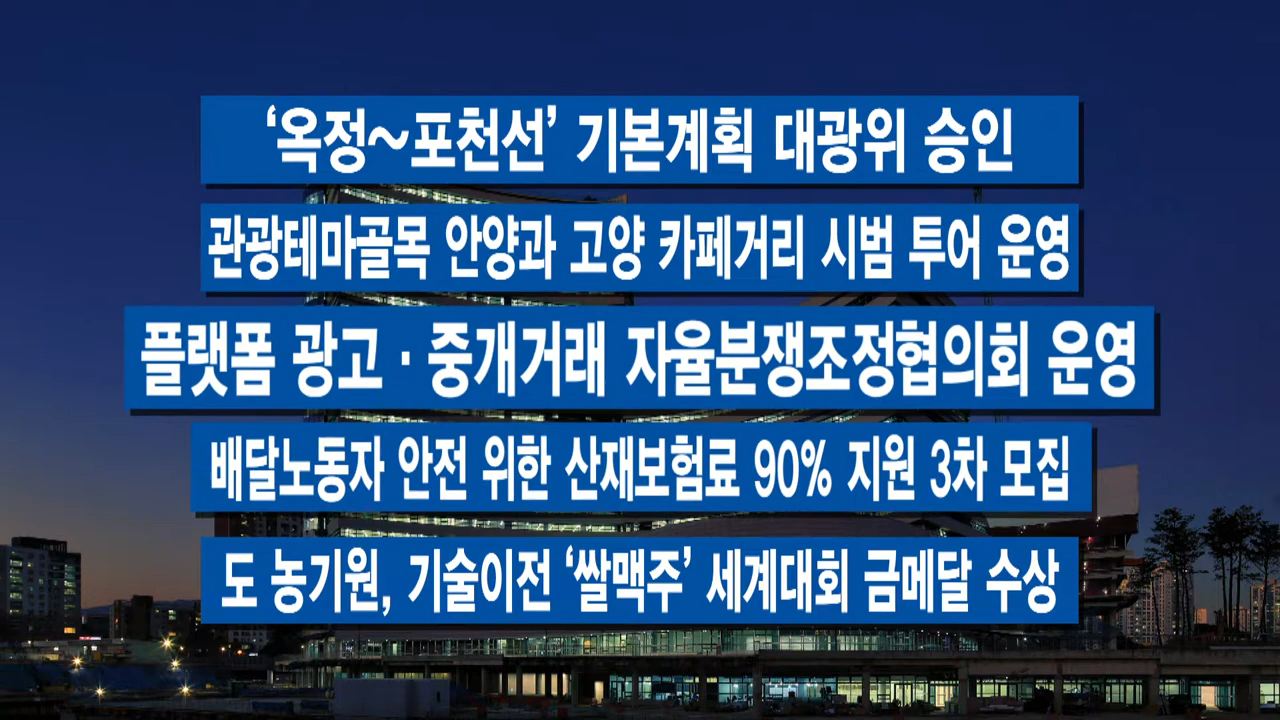 ‘옥정~포천선’ 기본계획 대광위 승인
관광테마골목 안양과 고양 카페거리 시범 투어 운영
플랫폼 광고·중개거래 자율분쟁조정협의회 운영
배달노동자 안전 위한 산재보험료 90% 지원 3차 모집
도 농기원, 기술이전 ‘쌀맥주’ 세계대회 금메달 수상